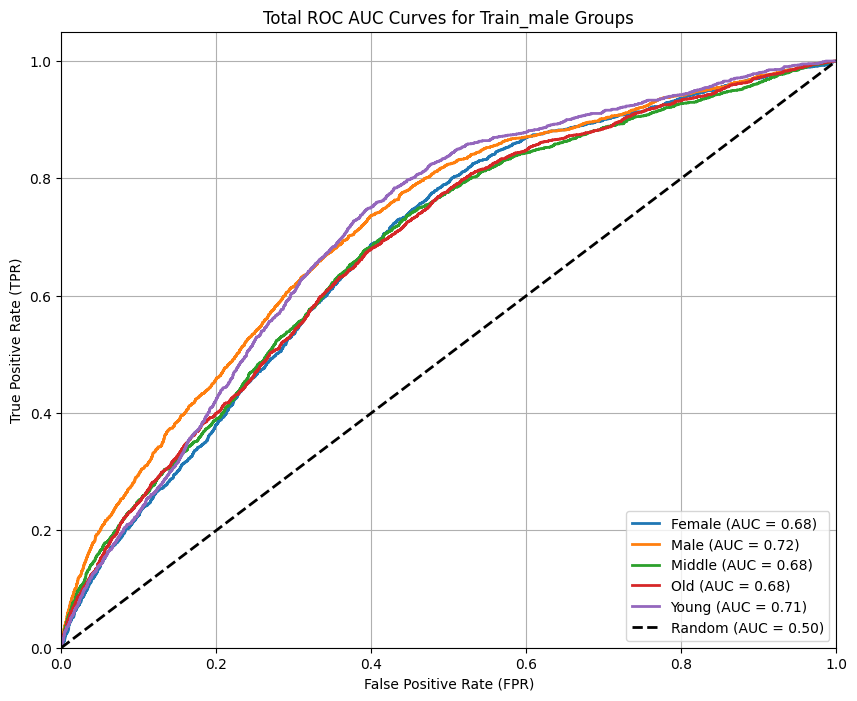 Total ROC AUC Curves for Train_male Groups
True Positive Rate (TPR)
1.0
0.8
0.6
0.4
0.2
0.0
Female (AUC = 0.68)
Male (AUC = 0.72)
Middle (AUC = 0.68)
Old (AUC = 0.68)
Young (AUC = 0.71)
Random (AUC = 0.50)
0.0 0.2 0.4 0.6 0.8 1.0
False Positive Rate (FPR)